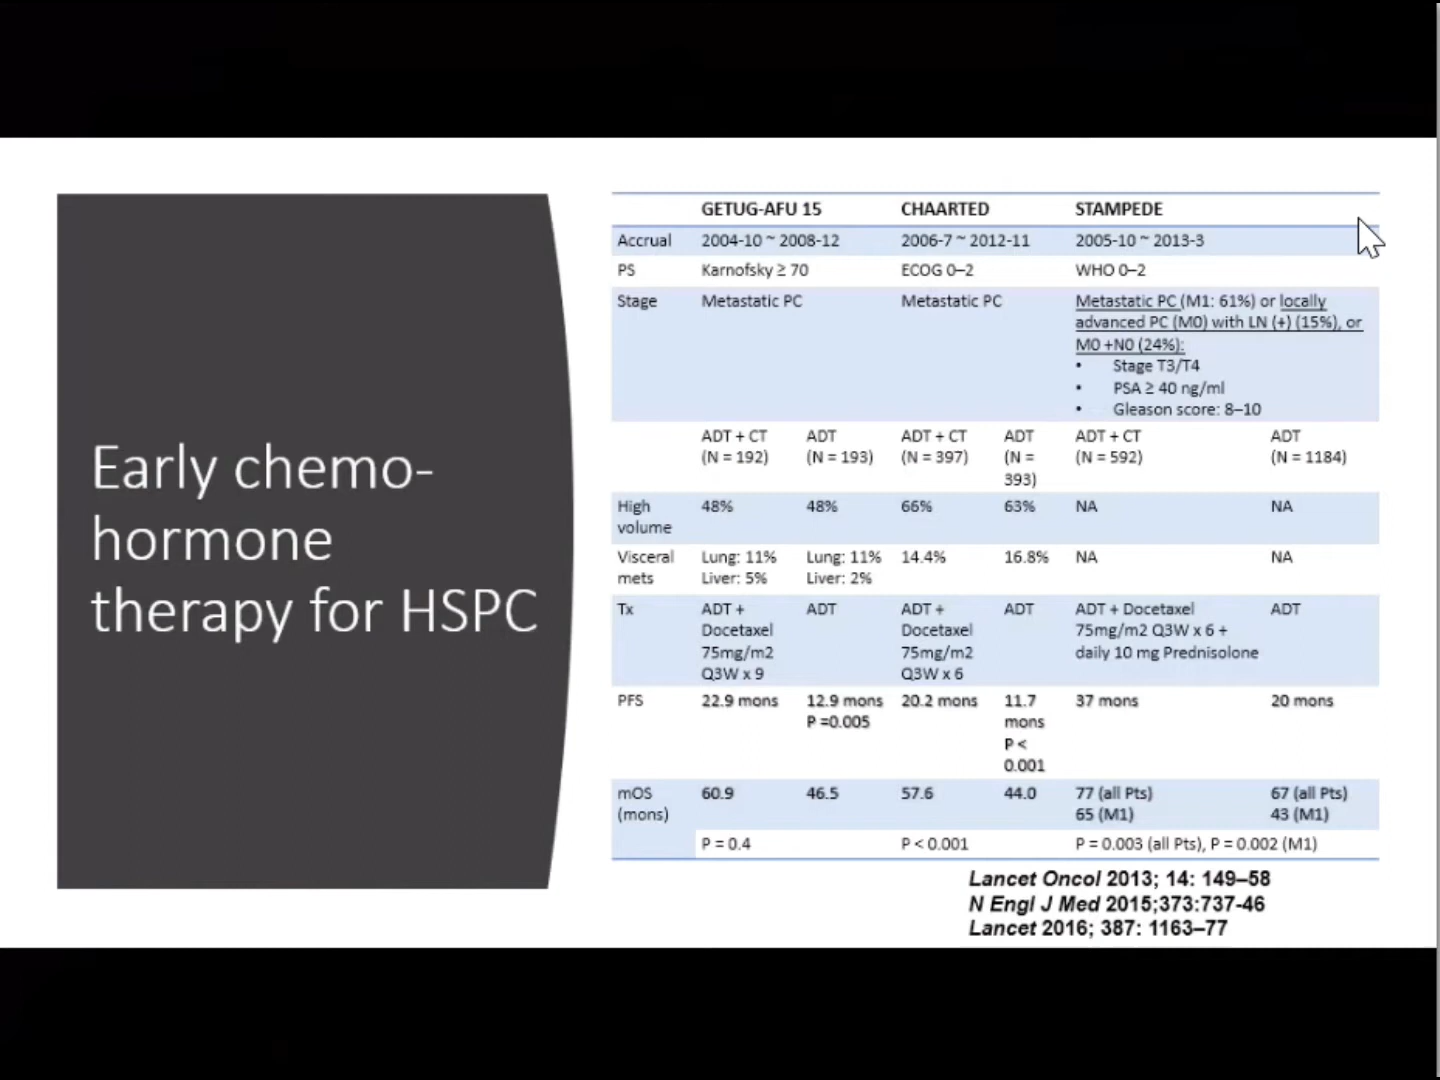 Early chemo-
hormone
therapy for HSPC
GETUG-AFU 15 CHAARTED STAMPEDE
Accrual 2004-10 ~ 2008-12 2006-7 ~ 2012-11 2005-10 ~ 2013-3
PS Karnofsky ≥ 70 ECOG 0–2 WHO 0–2
Stage Metastatic PC Metastatic PC Metastatic PC (M1: 61%) or locally
advanced PC (M0) with LN (+) (15%), or
M0 +N0 (24%):
• Stage T3/T4
• PSA ≥ 40 ng/ml
• Gleason score: 8–10
ADT + CT ADT ADT + CT ADT ADT + CT ADT
(N = 192) (N = 193) (N = 397) (N = (N = 592) (N = 1184)
393)
High 48% 48% 66% 63% NA NA
volume
Visceral Lung: 11% Lung: 11% 14.4% 16.8% NA NA
mets Liver: 5% Liver: 2%
Tx ADT + ADT ADT + ADT ADT + Docetaxel ADT
Docetaxel Docetaxel 75mg/m2 Q3W x 6 +
75mg/m2 75mg/m2 daily 10 mg Prednisolone
Q3W x 9 Q3W x 6
PFS 22.9 mons 12.9 mons 20.2 mons 11.7 37 mons 20 mons
P =0.005 mons
P <
0.001
mOS 60.9 46.5 57.6 44.0 77 (all Pts) 67 (all Pts)
(mons) 65 (M1) 43 (M1)
P = 0.4 P < 0.001 P = 0.003 (all Pts), P = 0.002 (M1)
Lancet Oncol 2013; 14: 149–58
N Engl J Med 2015;373:737-46
Lancet 2016; 387: 1163–77